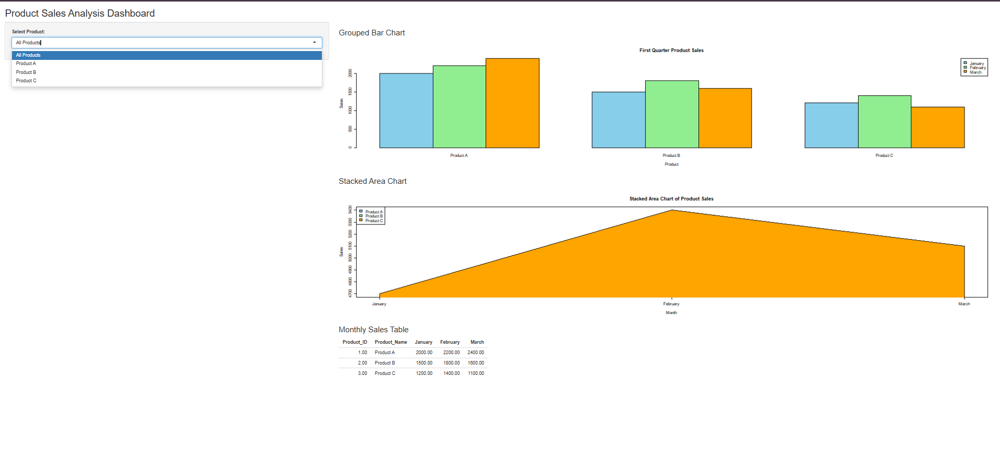 Product Sales Analysis Dashboard
Select Product:
All Products
All Products
Product A
Product B
Product C
Grouped Bar Chart
First Quarter Product Sales
January
February
March
Sales
2000
1500
1000
500
0
Product A
Product B
Product C
Product
Stacked Area Chart
Stacked Area Chart of Product Sales
Product A
Product B
Product C
Sales
5400
5300
5200
5100
5000
4900
4800
4700
January
February
March
Month
Monthly Sales Table
Product_ID Product_Name January February March
1.00 Product A 2000.00 2200.00 2400.00
2.00 Product B 1500.00 1800.00 1600.00
3.00 Product C 1200.00 1400.00 1100.00